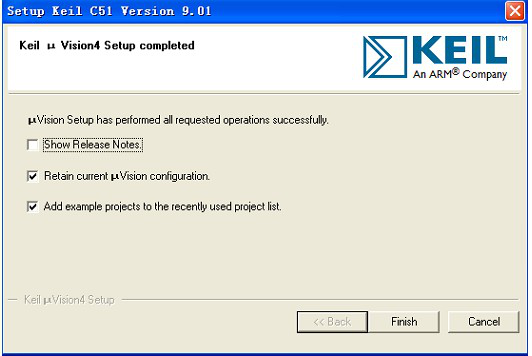 Setup Keil C51 Version 9.01
Keil μ Vision4 Setup completed
KEIL™
An ARM® Company
μVision Setup has performed all requested operations successfully.
Show Release Notes.
Retain current μVision configuration.
Add example projects to the recently used project list.
Keil μVision4 Setup
<< Back
Finish
Cancel